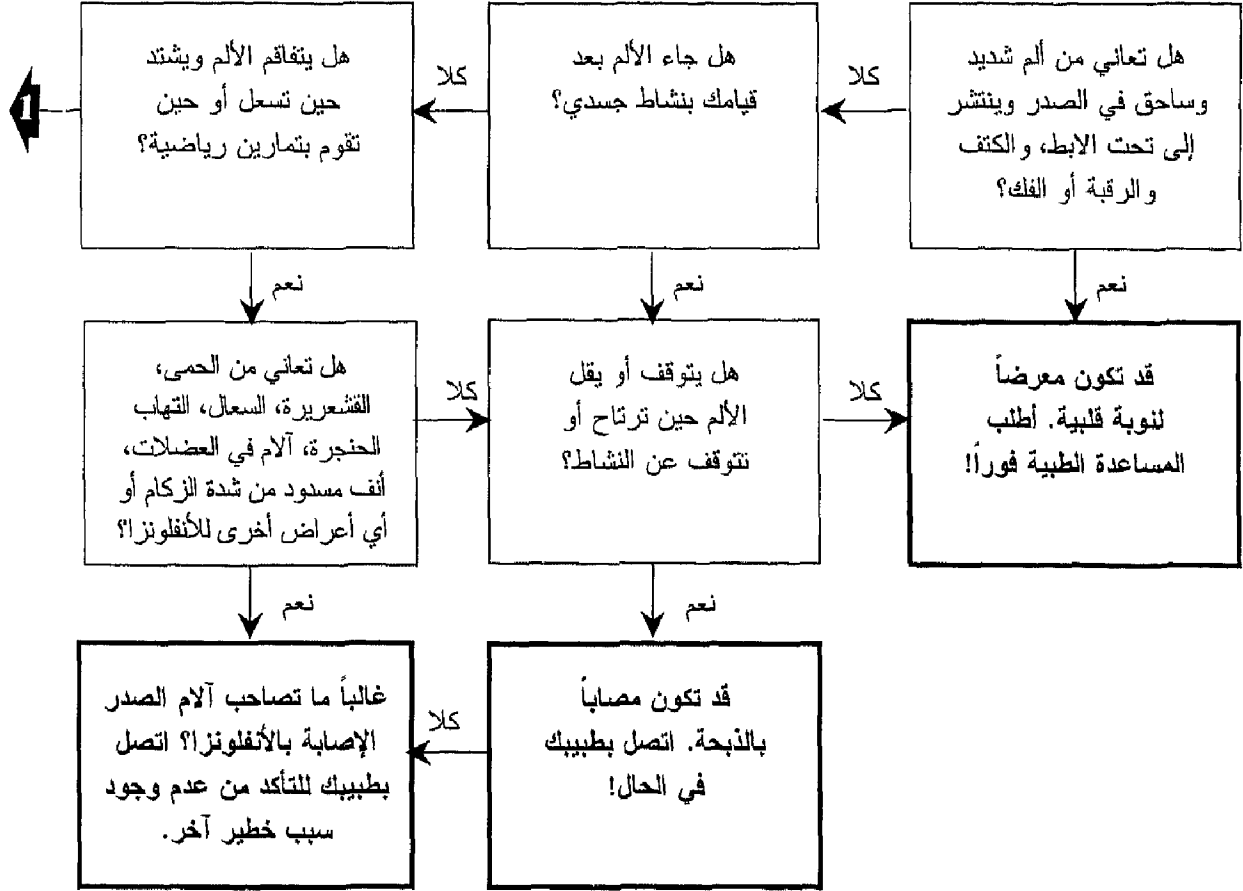 هل تعاني من ألم شديد
وساحق في الصدر وينتشر
إلى تحت الابط، والكتف
والرقبة أو الفك؟
كلا
هل جاء الألم بعد
قيامك بنشاط جسدي؟
كلا
هل يتفاقم الألم ويشتد
حين تسعل أو حين
تقوم بتمارين رياضية؟
1
نعم
نعم
نعم
قد تكون معرضاً
لنوبة قلبية. أطلب
المساعدة الطبية فوراً!
كلا
هل يتوقف أو يقل
الألم حين ترتاح أو
تتوقف عن النشاط؟
كلا
هل تعاني من الحمى،
القشعريرة، السعال، التهاب
الحنجرة، آلام في العضلات،
أنف مسدود من شدة الزكام أو
أي أعراض أخرى للأنفلونزا؟
نعم
نعم
قد تكون مصاباً
بالذبحة. اتصل بطبيبك
في الحال!
كلا
غالباً ما تصاحب آلام الصدر
الإصابة بالأنفلونزا؟ اتصل
بطبيبك للتأكد من عدم وجود
سبب خطير آخر.